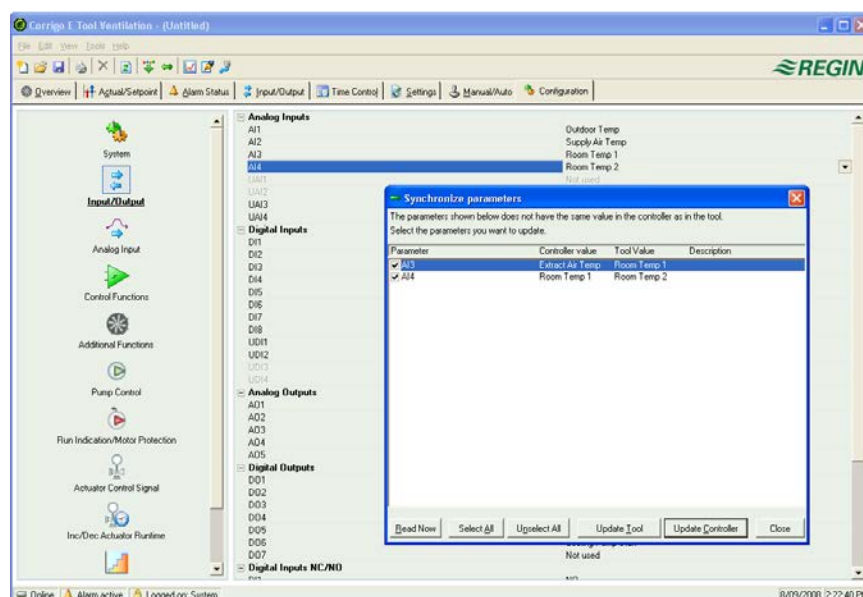 Corrigo E Tool Ventilation - (Untitled)
File Edit View Tools Help
REGIN
Overview Actual/Setpoint Alarm Status Input/Output Time Control Settings Manual/Auto Configuration
System
Input/Output
Analog Input
Control Functions
Additional Functions
Pump Control
Run Indication/Motor Protection
Actuator Control Signal
Inc/Dec Actuator Runtime
Analog Inputs
AI1 Outdoor Temp
AI2 Supply Air Temp
AI3 Room Temp 1
AI4 Room Temp 2
UAI1 Not used
UAI2
UAI3
UAI4
Digital Inputs
DI1
DI2
DI3
DI4
DI5
DI6
DI7
DI8
UDI1
UDI2
UDI3
UDI4
Analog Outputs
AO1
AO2
AO3
AO4
AO5
Digital Outputs
DO1
DO2
DO3
DO4
DO5
DO6
DO7 Not used
Digital Inputs NC/NO
Synchronize parameters
The parameters shown below does not have the same value in the controller as in the tool.
Select the parameters you want to update.
Parameter Controller value Tool Value Description
AI3 Extract Air Temp Room Temp 1
AI4 Room Temp 1 Room Temp 2
Read Now Select All Unselect All Update Tool Update Controller Close
Online Alarm active Logged on: System 8/09/2008 2:22:40 P